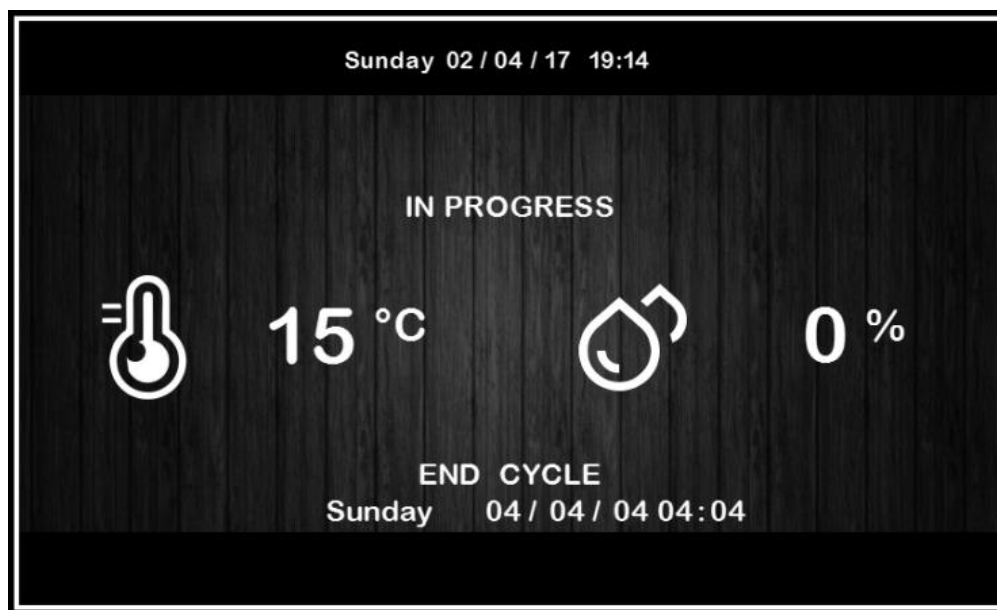 Sunday 02 / 04 / 17 19:14
IN PROGRESS
15 °C 0 %
END CYCLE
Sunday 04 / 04 / 04 04:04